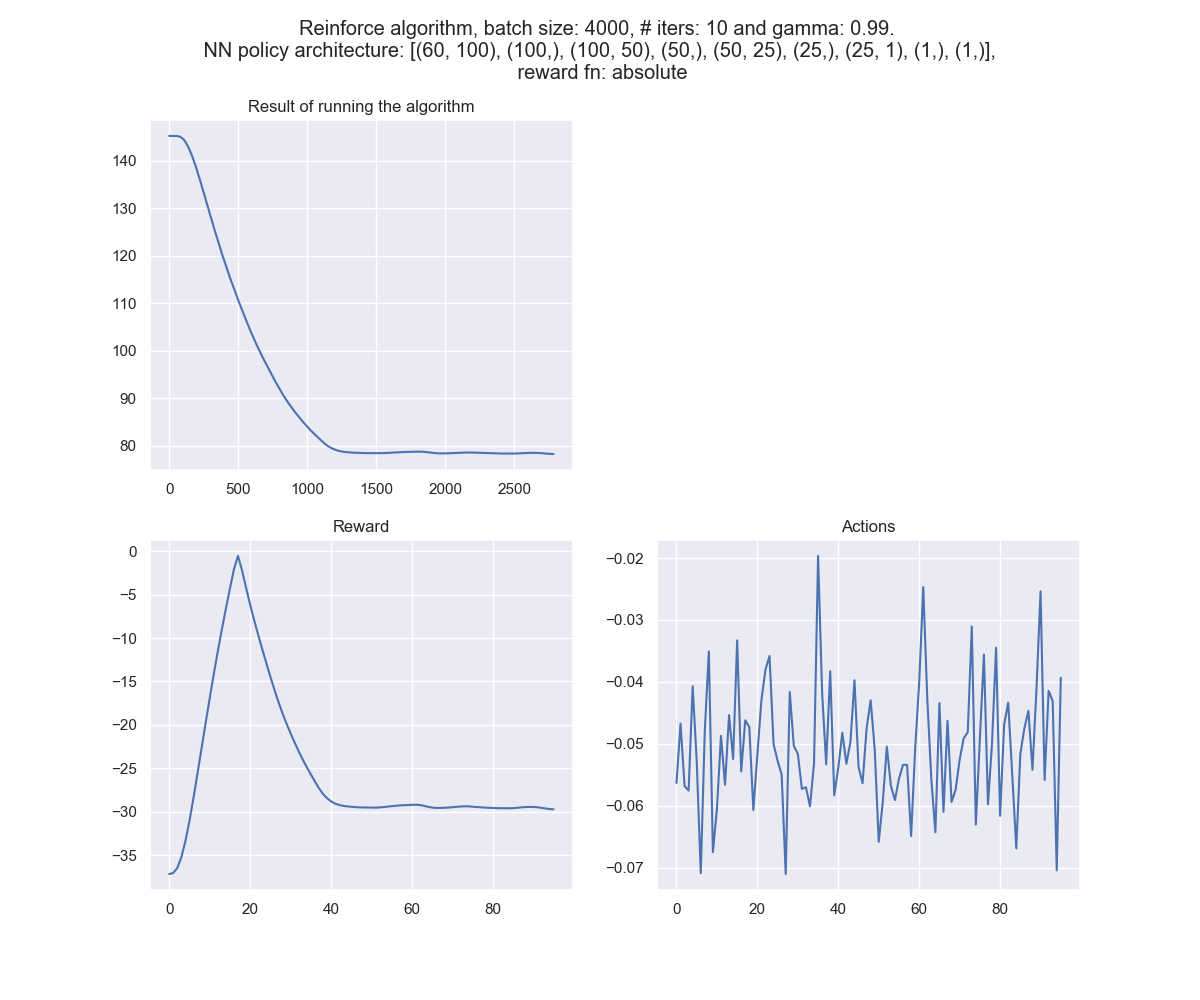 Reinforce algorithm, batch size: 4000, # iters: 10 and gamma: 0.99.
NN policy architecture: [(60, 100), (100,), (100, 50), (50,), (50, 25), (25,), (25, 1), (1,), (1,)],
reward fn: absolute
Result of running the algorithm
140
130
120
110
100
90
80
0 500 1000 1500 2000 2500
Reward
0
−5
−10
−15
−20
−25
−30
−35
0 20 40 60 80
Actions
−0.02
−0.03
−0.04
−0.05
−0.06
−0.07
0 20 40 60 80